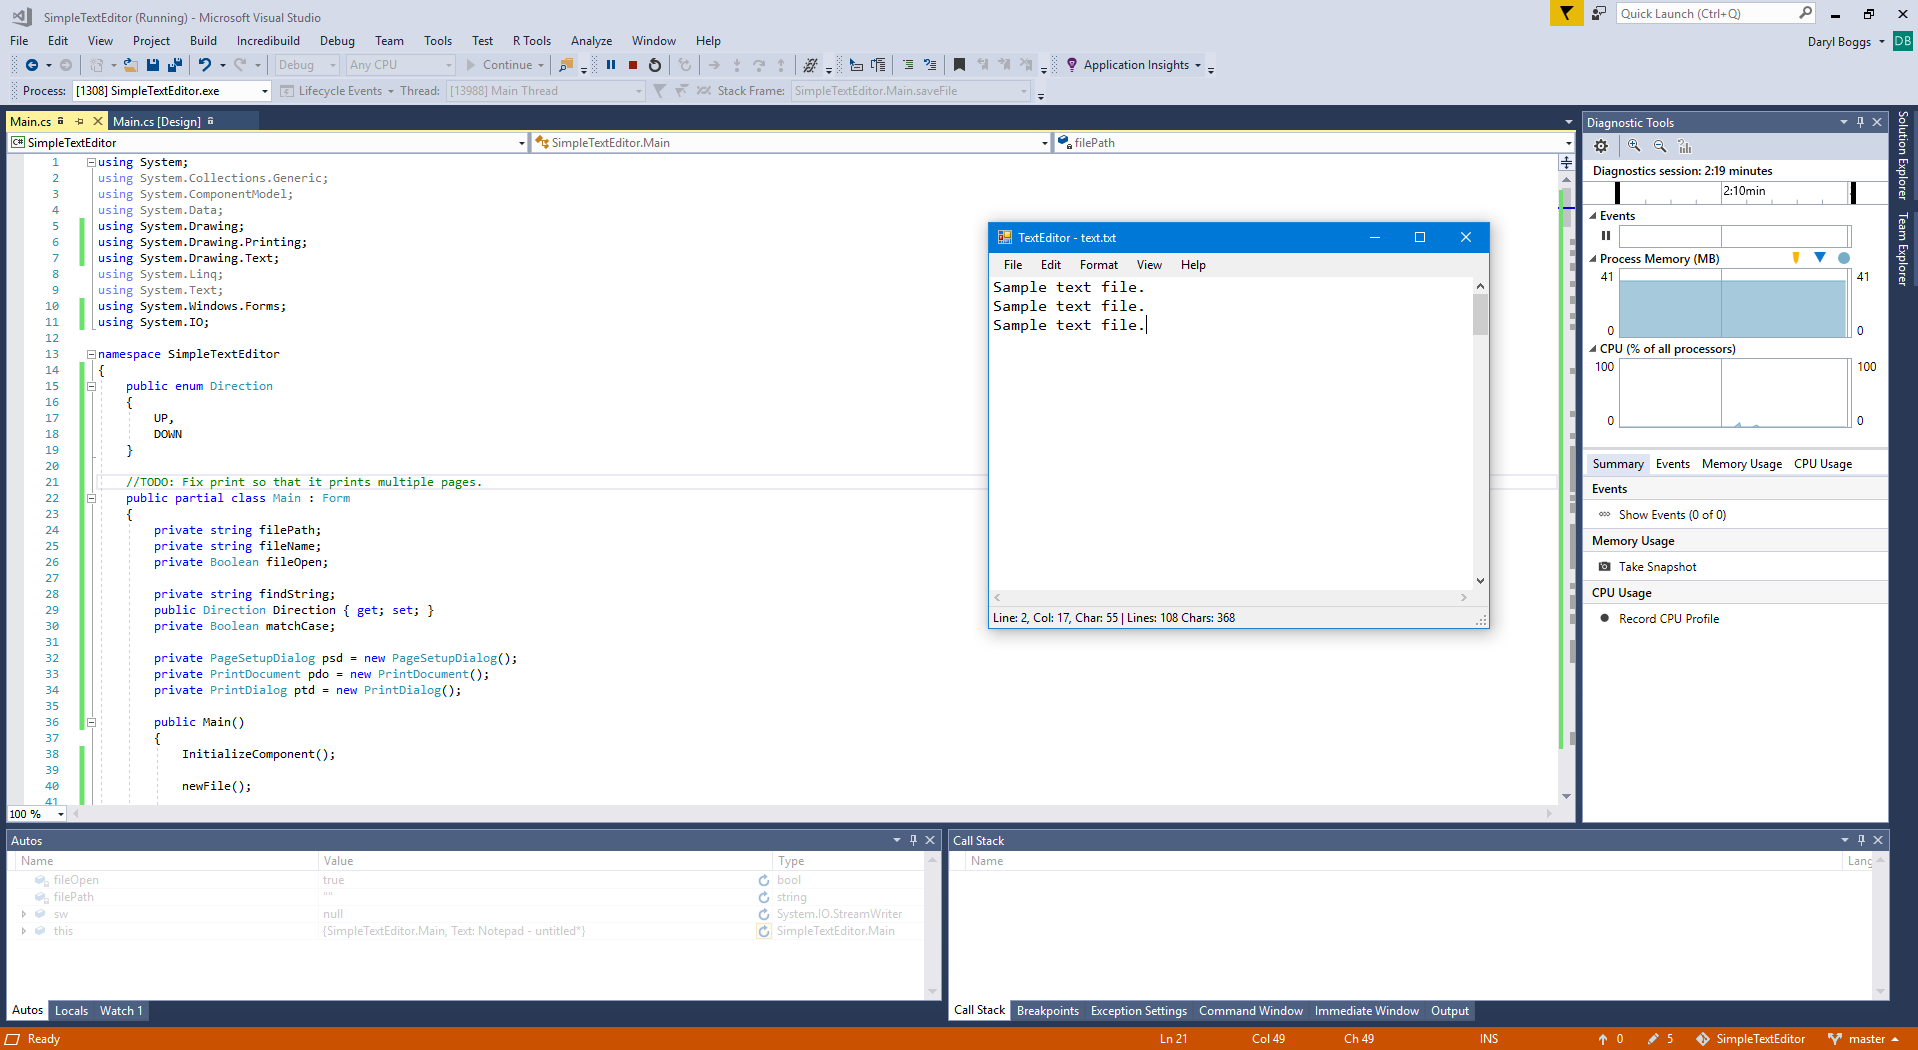 SimpleTextEditor (Running) - Microsoft Visual Studio
Quick Launch (Ctrl+Q)
File Edit View Project Build Incredibuild Debug Team Tools Test R Tools Analyze Window Help
Daryl Boggs DB
Debug Any CPU Continue Application Insights
Process: [1308] SimpleTextEditor.exe Lifecycle Events Thread: [13988] Main Thread Stack Frame: SimpleTextEditor.Main.saveFile
Main.cs Main.cs [Design]
C# SimpleTextEditor SimpleTextEditor.Main filePath
1 using System;
2 using System.Collections.Generic;
3 using System.ComponentModel;
4 using System.Data;
5 using System.Drawing;
6 using System.Drawing.Printing;
7 using System.Drawing.Text;
8 using System.Linq;
9 using System.Text;
10 using System.Windows.Forms;
11 using System.IO;
12
13 namespace SimpleTextEditor
14 {
15 public enum Direction
16 {
17 UP,
18 DOWN
19 }
20
21 //TODO: Fix print so that it prints multiple pages.
22 public partial class Main : Form
23 {
24 private string filePath;
25 private string fileName;
26 private Boolean fileOpen;
27
28 private string findString;
29 public Direction Direction { get; set; }
30 private Boolean matchCase;
31
32 private PageSetupDialog psd = new PageSetupDialog();
33 private PrintDocument pdo = new PrintDocument();
34 private PrintDialog ptd = new PrintDialog();
35
36 public Main()
37 {
38 InitializeComponent();
39
40 newFile();
41
100 %
TextEditor - text.txt
File Edit Format View Help
Sample text file.
Sample text file.
Sample text file.
Line: 2, Col: 17, Char: 55 | Lines: 108 Chars: 368
Diagnostic Tools
Diagnostics session: 2:19 minutes
2:10min
Events
Process Memory (MB)
41 41
0 0
CPU (% of all processors)
100 100
0 0
Summary Events Memory Usage CPU Usage
Events
Show Events (0 of 0)
Memory Usage
Take Snapshot
CPU Usage
Record CPU Profile
Solution Explorer
Team Explorer
Autos
Name Value Type
fileOpen true bool
filePath "" string
sw null System.IO.StreamWriter
this {SimpleTextEditor.Main, Text: Notepad - untitled*} SimpleTextEditor.Main
Autos Locals Watch 1
Call Stack
Name Lang
Call Stack Breakpoints Exception Settings Command Window Immediate Window Output
Ready Ln 21 Col 49 Ch 49 INS 0 5 SimpleTextEditor master